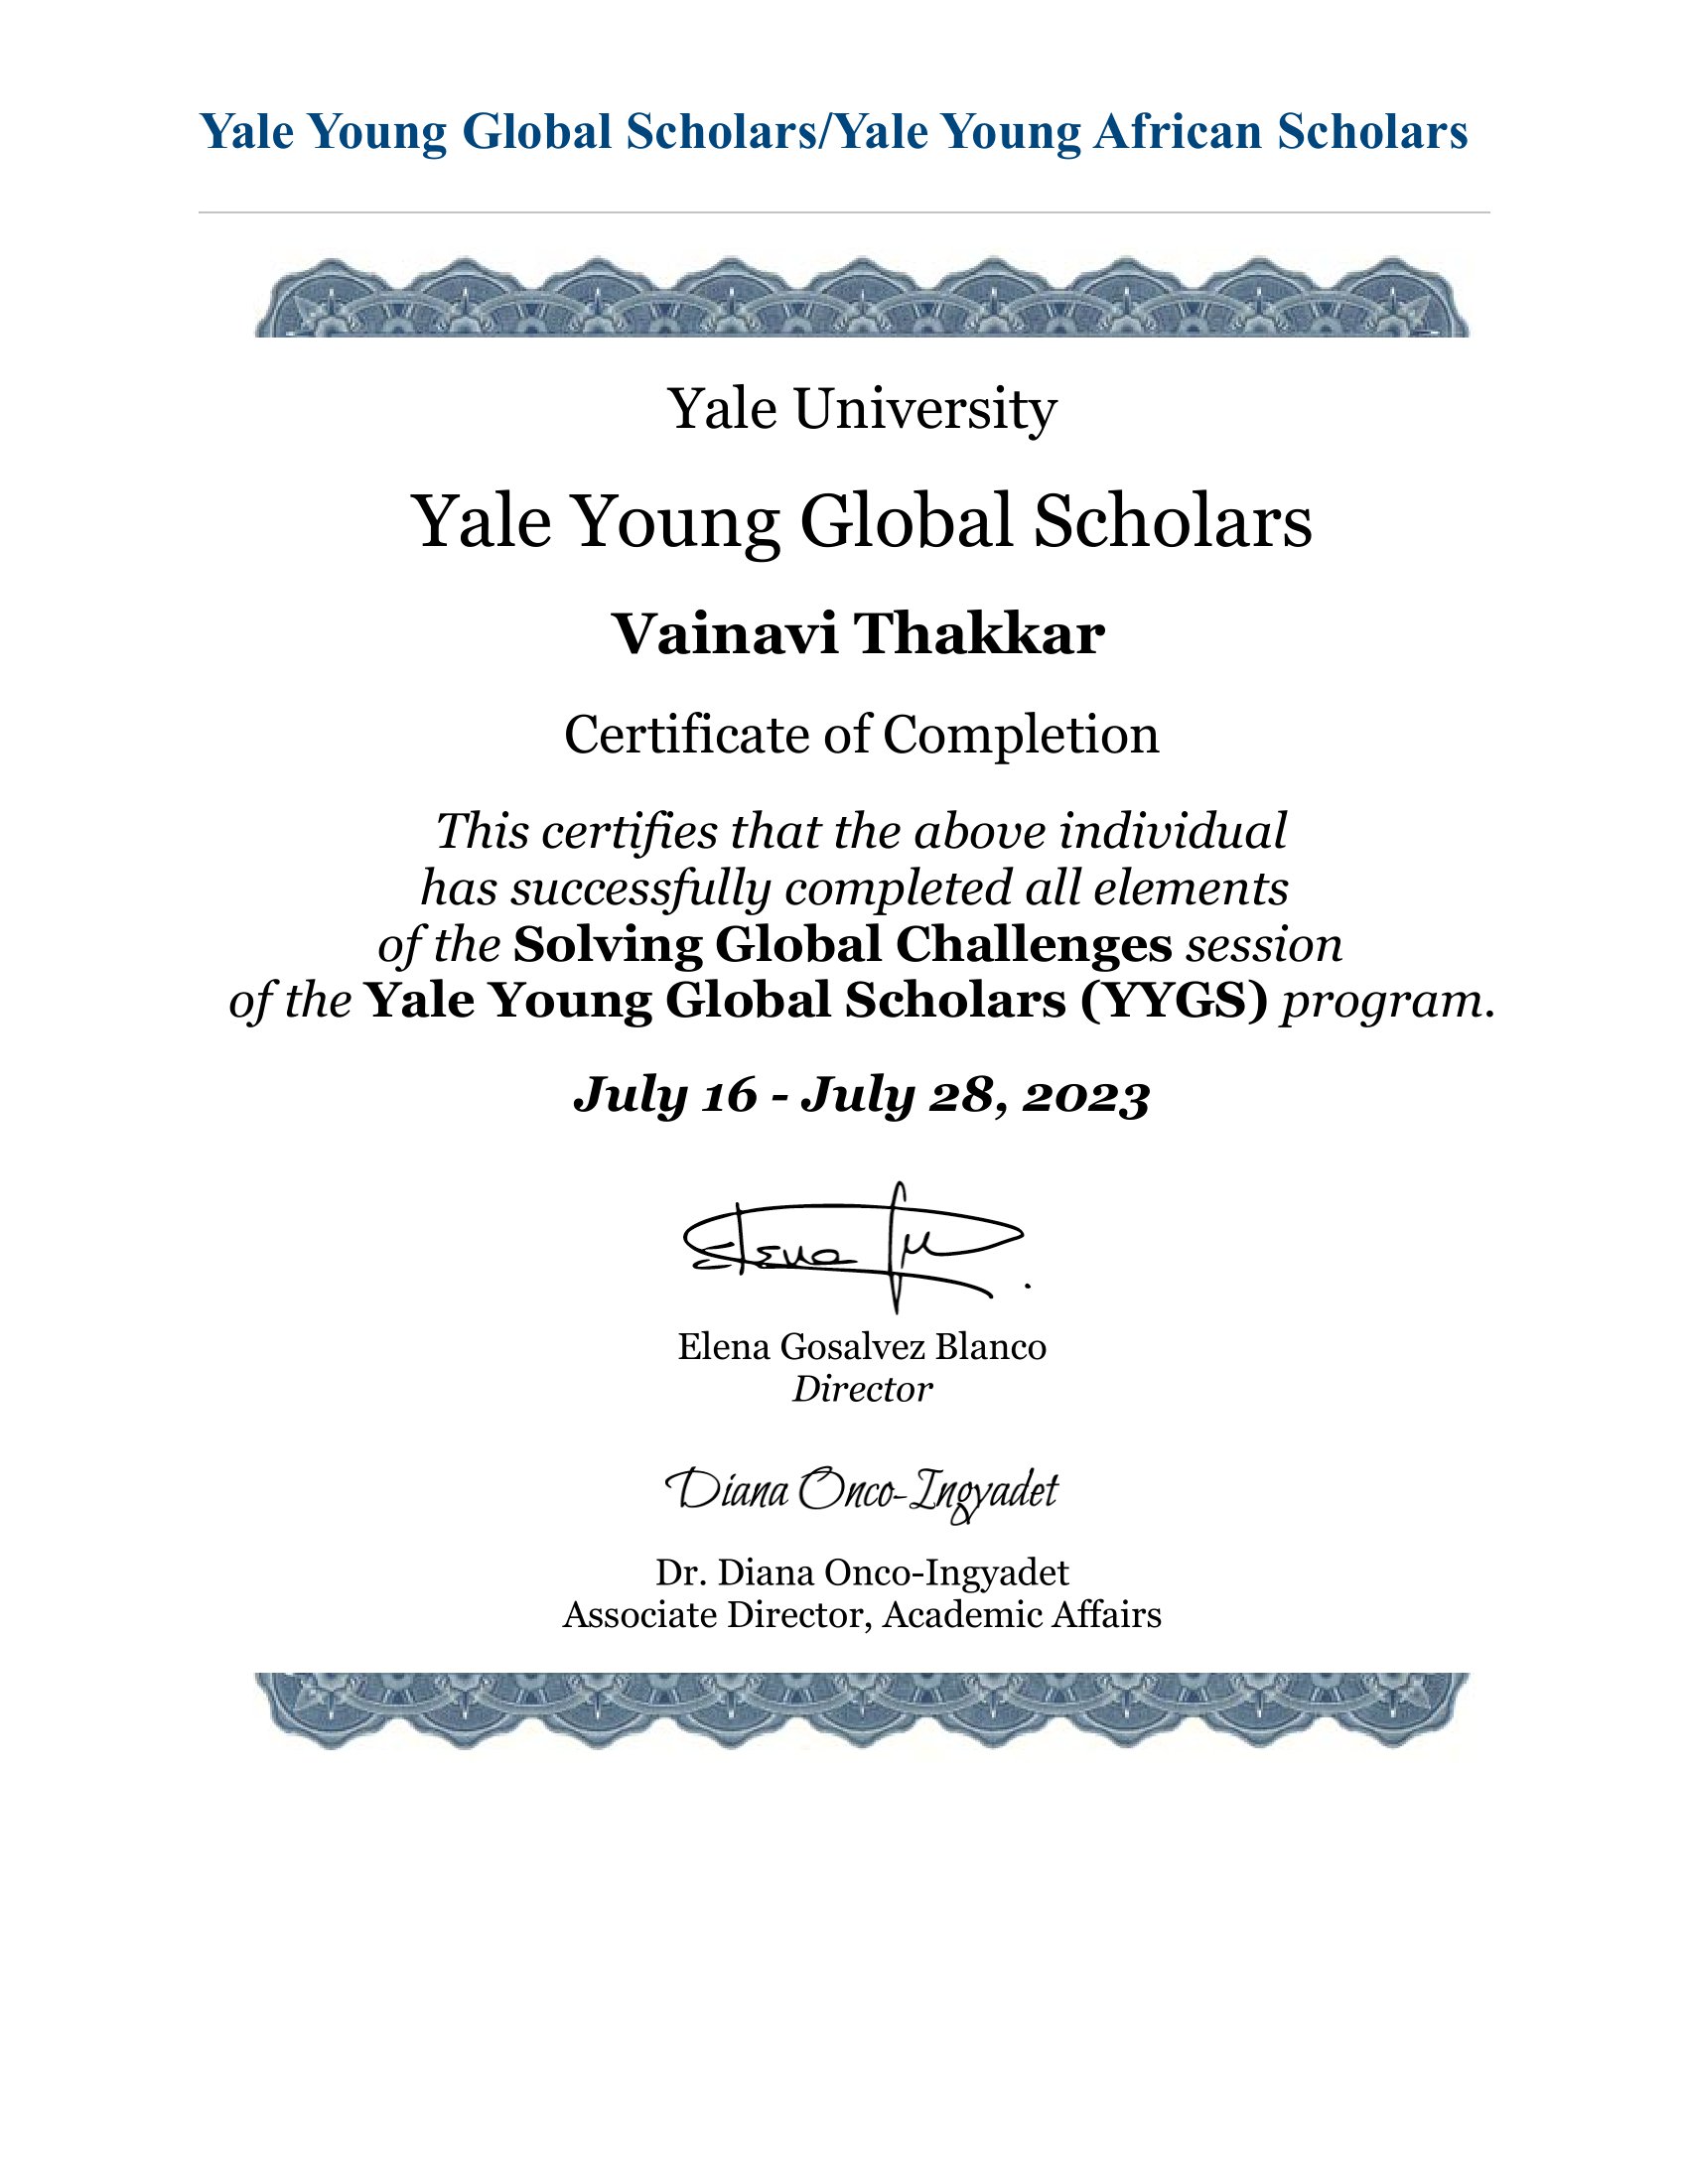 Yale Young Global Scholars/Yale Young African Scholars
Yale University
Yale Young Global Scholars
Vainavi Thakkar
Certificate of Completion
This certifies that the above individual
has successfully completed all elements
of the Solving Global Challenges session
of the Yale Young Global Scholars (YYGS) program.
July 16 - July 28, 2023
Elena
Elena Gosalvez Blanco
Director
Diana Onco-Ingyadet
Dr. Diana Onco-Ingyadet
Associate Director, Academic Affairs